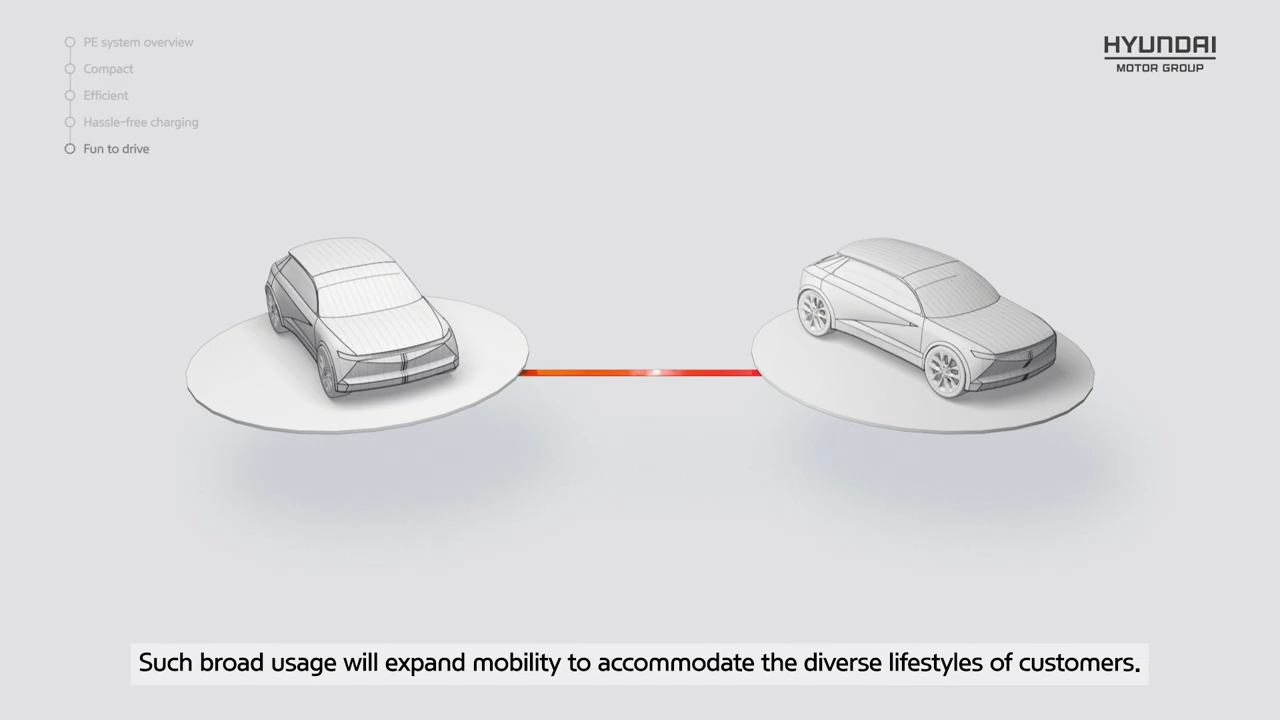 PE system overview
Compact
Efficient
Hassle-free charging
Fun to drive
HYUNDAI
MOTOR GROUP
Such broad usage will expand mobility to accommodate the diverse lifestyles of customers.